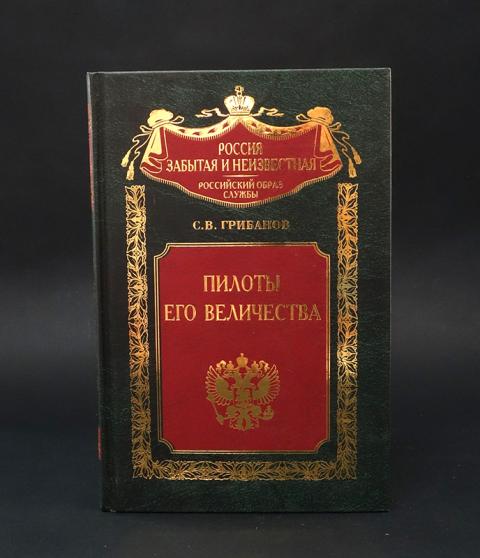 РОССИЯ
ЗАБЫТАЯ И НЕИЗВЕСТНАЯ
РОССИЙСКИЙ ОБРАЗ
СЛУЖБЫ
С.В. ГРИБАНОВ
ПИЛОТЫ
ЕГО ВЕЛИЧЕСТВА